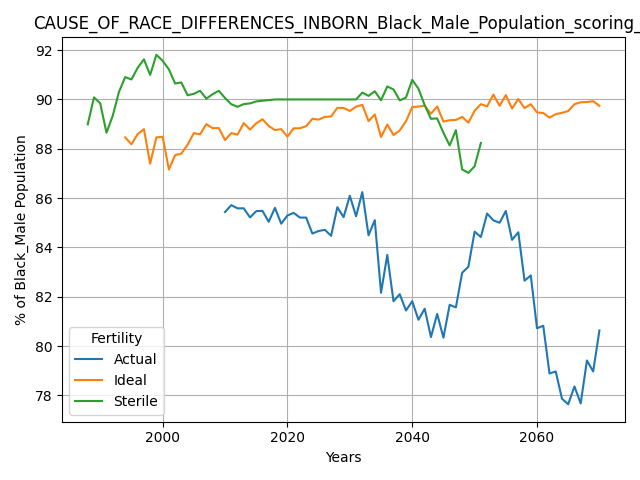 CAUSE_OF_RACE_DIFFERENCES_INBORN_Black_Male_Population_scoring_
92
90
88
86
84
82
80
78
% of Black_Male Population
Fertility
Actual
Ideal
Sterile
2000
2020
2040
2060
Years